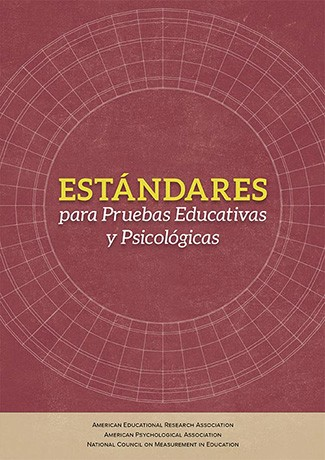 ESTÁNDARES
para Pruebas Educativas
y Psicológicas
American Educational Research Association
American Psychological Association
National Council on Measurement in Education